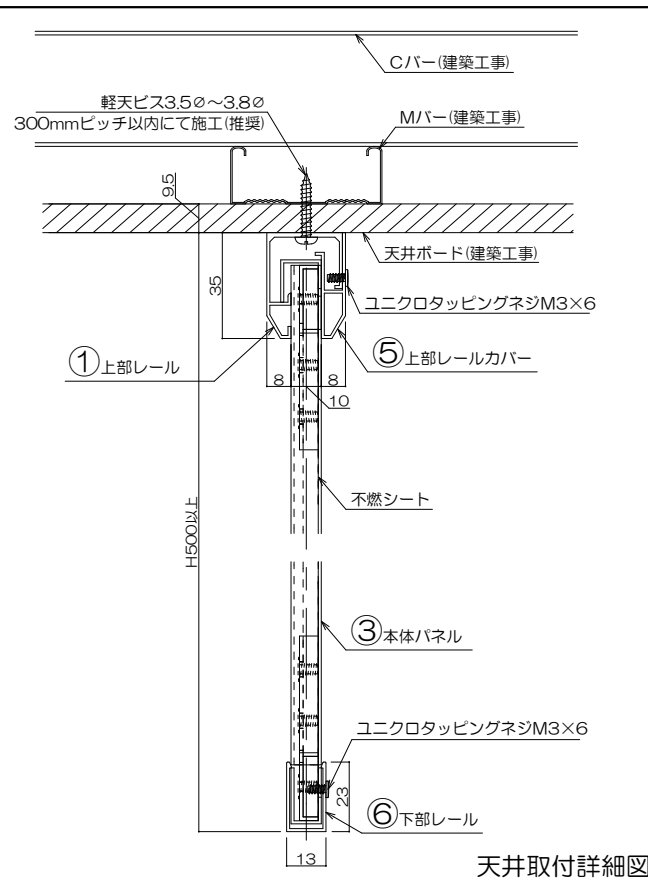 Cバー(建築工事)
軽天ビス3.5∅～3.8∅
300mmピッチ以内にて施工(推奨)
Mバー(建築工事)
9.5
天井ボード(建築工事)
35
ユニクロタッピングネジM3×6
①上部レール
⑤上部レールカバー
8
8
10
不燃シート
H500以上
③本体パネル
ユニクロタッピングネジM3×6
23
⑥下部レール
13
天井取付詳細図